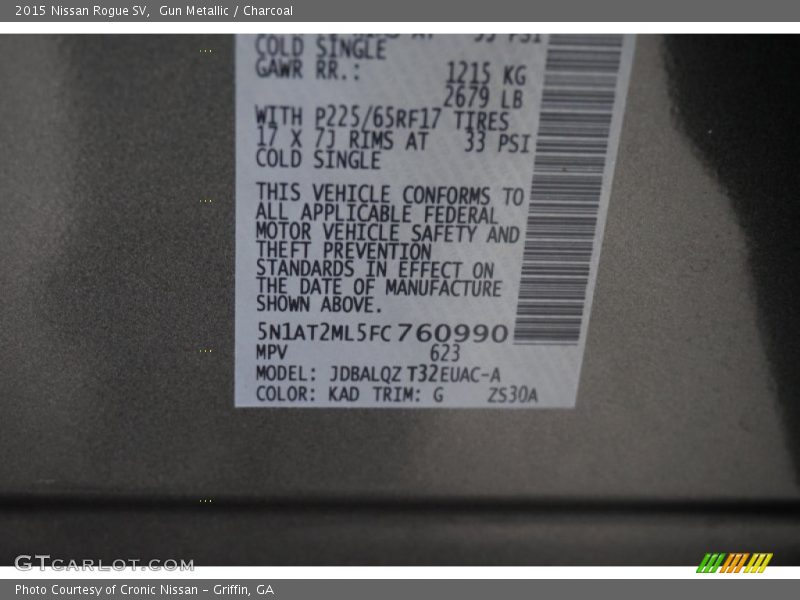 2015 Nissan Rogue SV,  Gun Metallic / Charcoal
COLD SINGLE
GAWR RR.: 1215 KG
2679 LB
WITH P225/65RF17 TIRES
17 X 7J RIMS AT 33 PSI
COLD SINGLE
THIS VEHICLE CONFORMS TO
ALL APPLICABLE FEDERAL
MOTOR VEHICLE SAFETY AND
THEFT PREVENTION
STANDARDS IN EFFECT ON
THE DATE OF MANUFACTURE
SHOWN ABOVE.
5N1AT2ML5FC760990
MPV 623
MODEL: JDBALQZ T32EUAC-A
COLOR: KAD TRIM: G ZS30A
GTCARLOT.COM
Photo Courtesy of Cronic Nissan - Griffin, GA